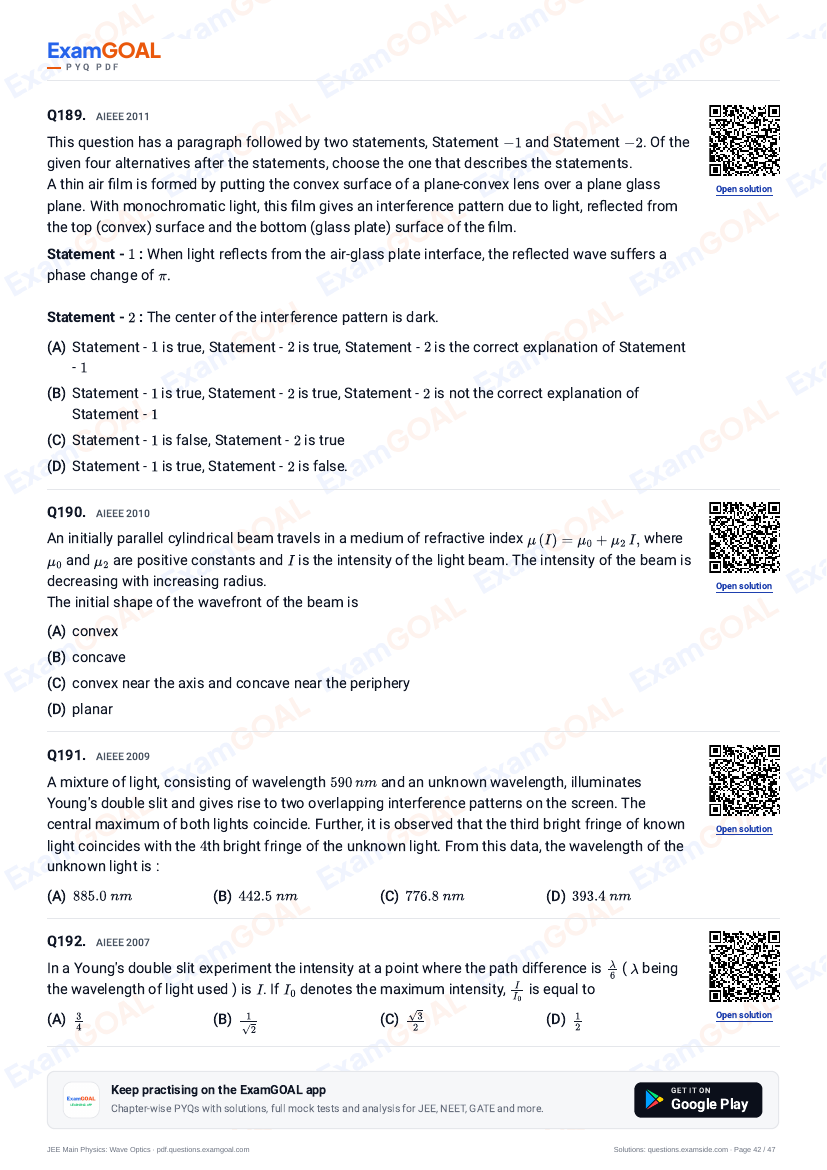 ExamGOAL
PYQ PDF
Q189. AIEEE 2011
This question has a paragraph followed by two statements, Statement −1 and Statement −2. Of the
given four alternatives after the statements, choose the one that describes the statements.
A thin air film is formed by putting the convex surface of a plane-convex lens over a plane glass
plane. With monochromatic light, this film gives an interference pattern due to light, reflected from
the top (convex) surface and the bottom (glass plate) surface of the film.
Statement - 1 : When light reflects from the air-glass plate interface, the reflected wave suffers a
phase change of π.
Statement - 2 : The center of the interference pattern is dark.
(A) Statement - 1 is true, Statement - 2 is true, Statement - 2 is the correct explanation of Statement
- 1
(B) Statement - 1 is true, Statement - 2 is true, Statement - 2 is not the correct explanation of
Statement - 1
(C) Statement - 1 is false, Statement - 2 is true
(D) Statement - 1 is true, Statement - 2 is false.
Open solution
Q190. AIEEE 2010
An initially parallel cylindrical beam travels in a medium of refractive index μ (I) = μ₀ + μ₂ I, where
μ₀ and μ₂ are positive constants and I is the intensity of the light beam. The intensity of the beam is
decreasing with increasing radius.
The initial shape of the wavefront of the beam is
(A) convex
(B) concave
(C) convex near the axis and concave near the periphery
(D) planar
Open solution
Q191. AIEEE 2009
A mixture of light, consisting of wavelength 590 nm and an unknown wavelength, illuminates
Young's double slit and gives rise to two overlapping interference patterns on the screen. The
central maximum of both lights coincide. Further, it is observed that the third bright fringe of known
light coincides with the 4th bright fringe of the unknown light. From this data, the wavelength of the
unknown light is :
(A) 885.0 nm (B) 442.5 nm (C) 776.8 nm (D) 393.4 nm
Open solution
Q192. AIEEE 2007
In a Young's double slit experiment the intensity at a point where the path difference is λ/6 ( λ being
the wavelength of light used ) is I. If I₀ denotes the maximum intensity, I/I₀ is equal to
(A) 3/4 (B) 1/√2 (C) √3/2 (D) 1/2
Open solution
Keep practising on the ExamGOAL app
Chapter-wise PYQs with solutions, full mock tests and analysis for JEE, NEET, GATE and more.
GET IT ON
Google Play
JEE Main Physics: Wave Optics · pdf.questions.examgoal.com
Solutions: questions.examside.com · Page 42 / 47